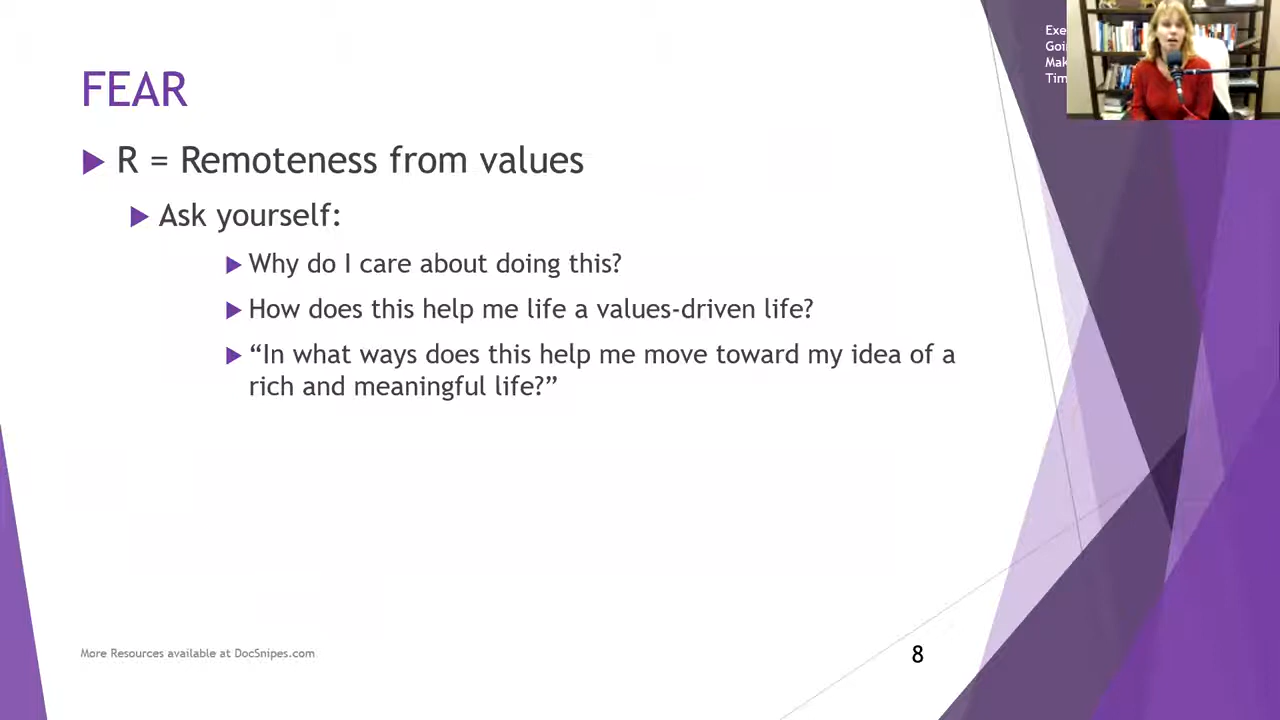 FEAR
R = Remoteness from values
Ask yourself:
Why do I care about doing this?
How does this help me life a values-driven life?
“In what ways does this help me move toward my idea of a
rich and meaningful life?”
More Resources available at DocSnipes.com
8